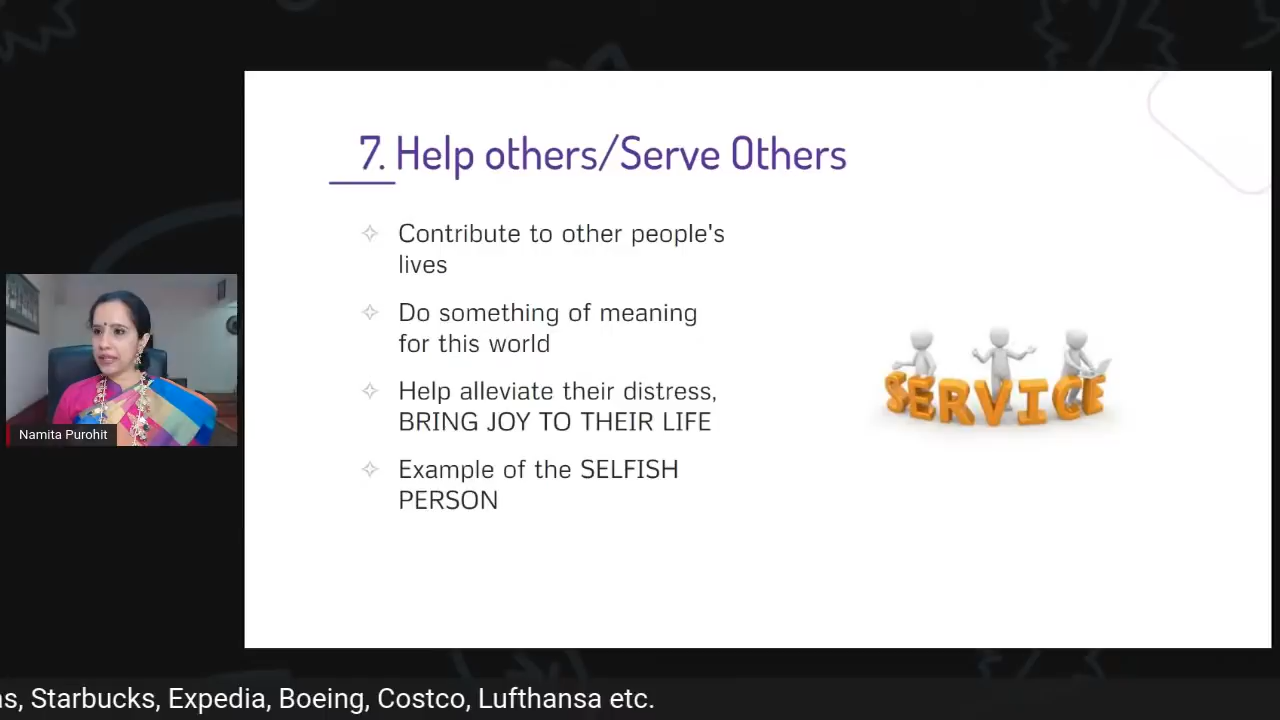 7. Help others/Serve Others
Contribute to other people's
lives
Do something of meaning
for this world
Help alleviate their distress,
BRING JOY TO THEIR LIFE
Example of the SELFISH
PERSON
SERVICE
Namita Purohit
Starbucks, Expedia, Boeing, Costco, Lufthansa etc.